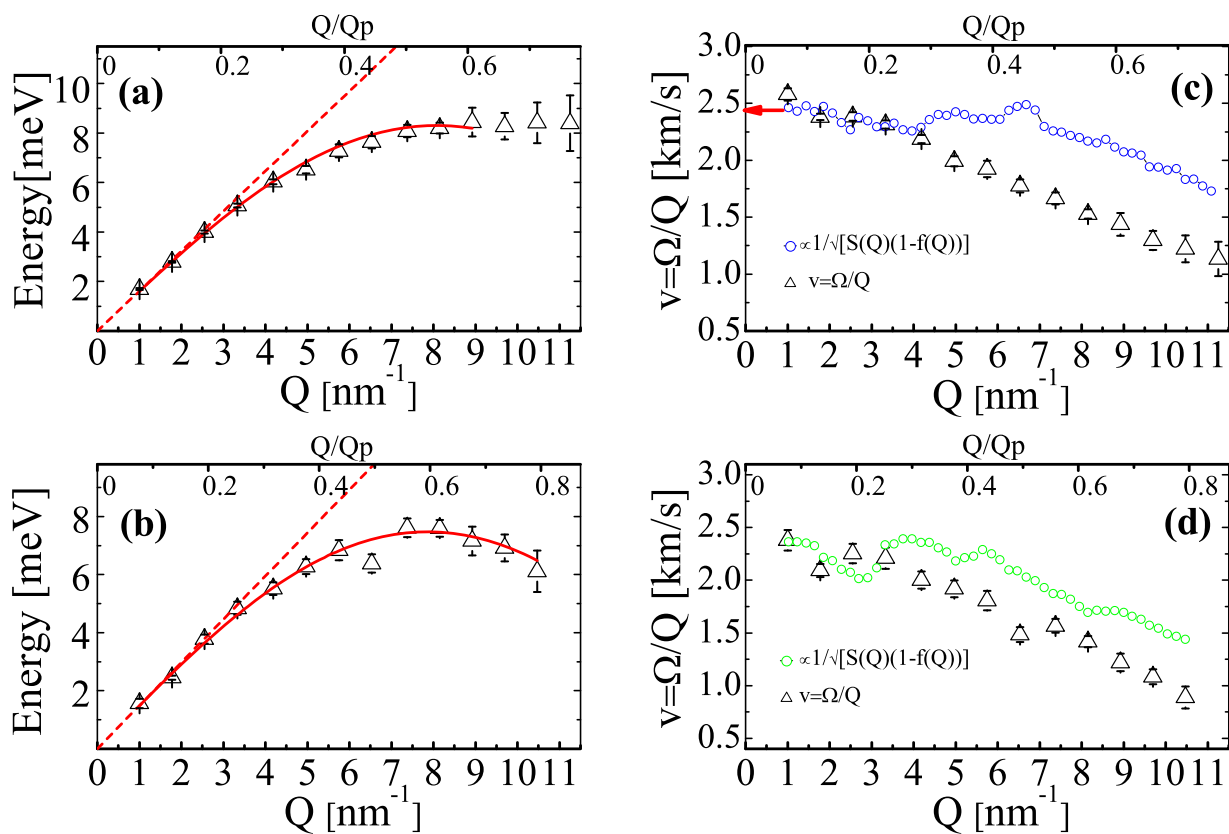 Q/Qp
0 0.2 0.4 0.6
(a)
Energy[meV]
10
8
6
4
2
0 1 2 3 4 5 6 7 8 9 10 11
Q [nm⁻¹]
Q/Qp
0 0.2 0.4 0.6
(c)
v=Ω/Q [km/s]
3.0
2.5
2.0
1.5
1.0
0.5
∝1/√[S(Q)(1-f(Q))]
v=Ω/Q
0 1 2 3 4 5 6 7 8 9 10 11
Q [nm⁻¹]
Q/Qp
0 0.2 0.4 0.6 0.8
(b)
Energy [meV]
8
6
4
2
0 1 2 3 4 5 6 7 8 9 10 11
Q [nm⁻¹]
Q/Qp
0 0.2 0.4 0.6 0.8
(d)
v=Ω/Q [km/s]
3.0
2.5
2.0
1.5
1.0
0.5
∝1/√[S(Q)(1-f(Q))]
v=Ω/Q
0 1 2 3 4 5 6 7 8 9 10 11
Q [nm⁻¹]